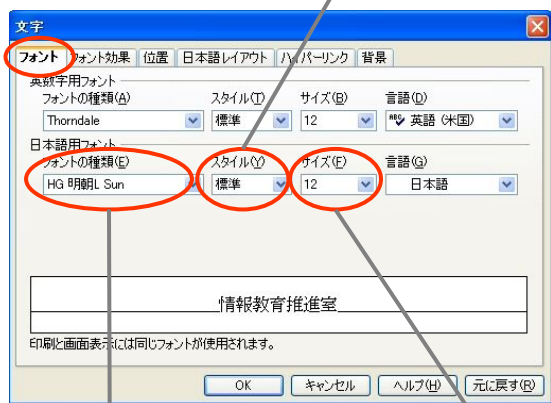 文字
フォント フォント効果 位置 日本語レイアウト ハイパーリンク 背景
英数字用フォント
フォントの種類(A) スタイル(T) サイズ(B) 言語(D)
Thorndale 標準 12 ABC 英語 (米国)
日本語用フォント
フォントの種類(E) スタイル(Y) サイズ(F) 言語(G)
HG 明朝L Sun 標準 12 日本語
情報教育推進室
印刷と画面表示には同じフォントが使用されます。
OK キャンセル ヘルプ(H) 元に戻す(R)